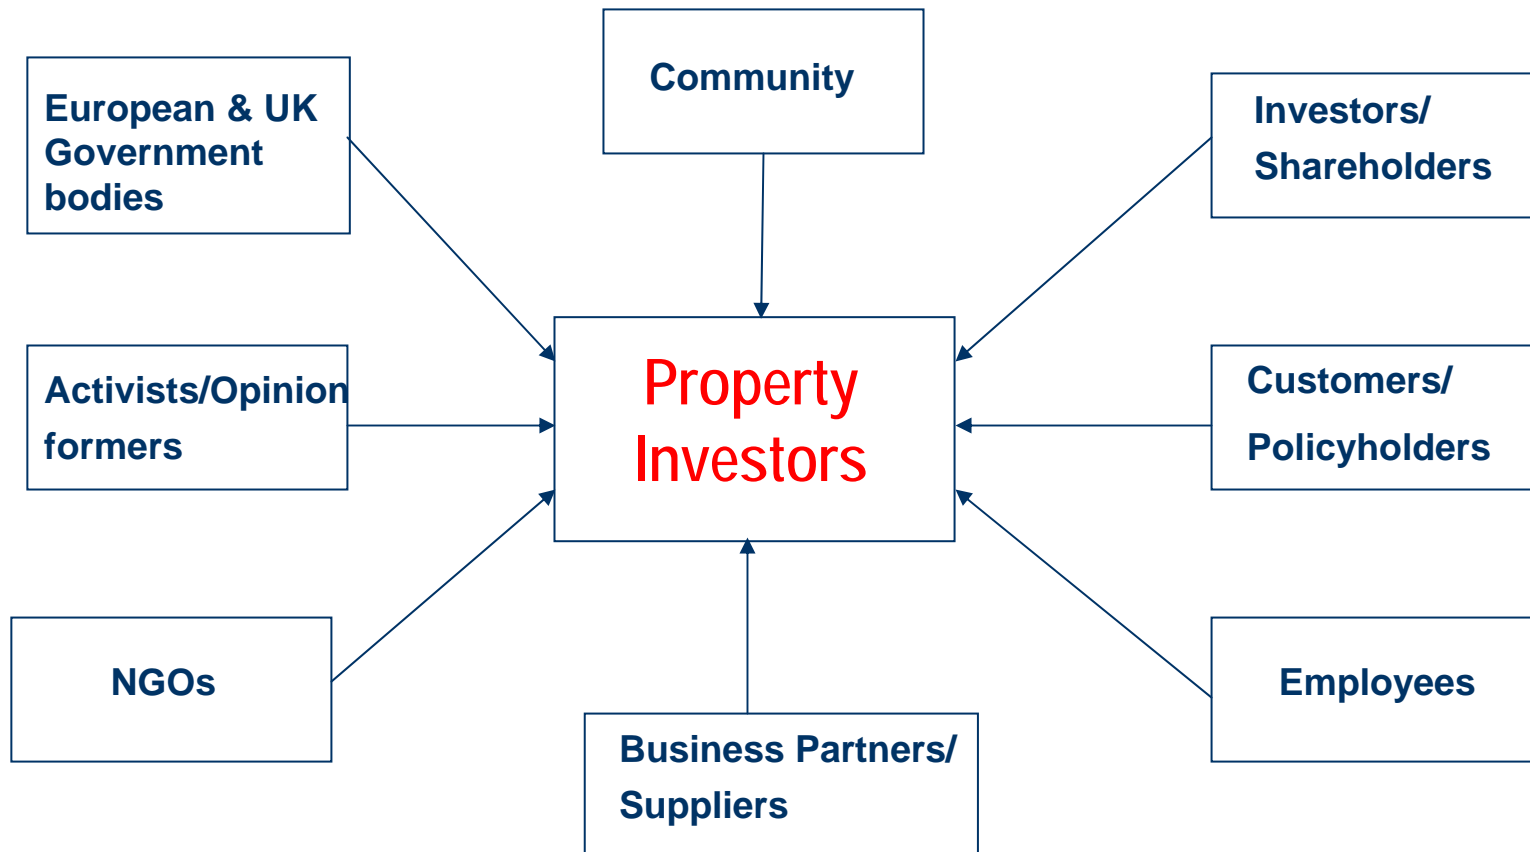 Community
European & UK
Government
bodies
Investors/
Shareholders
Property
Investors
Activists/Opinion
formers
Customers/
Policyholders
NGOs
Employees
Business Partners/
Suppliers